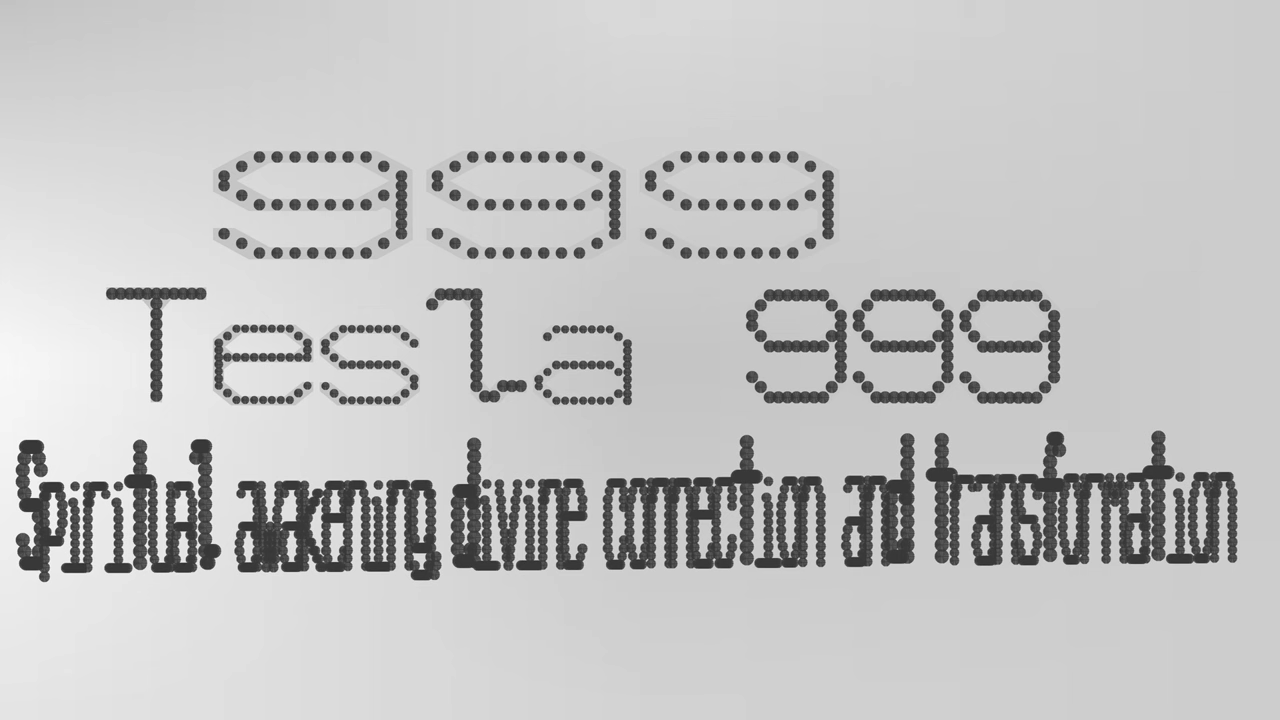 999
Tesla 999
Spiritual awakening, divine connection and transformation